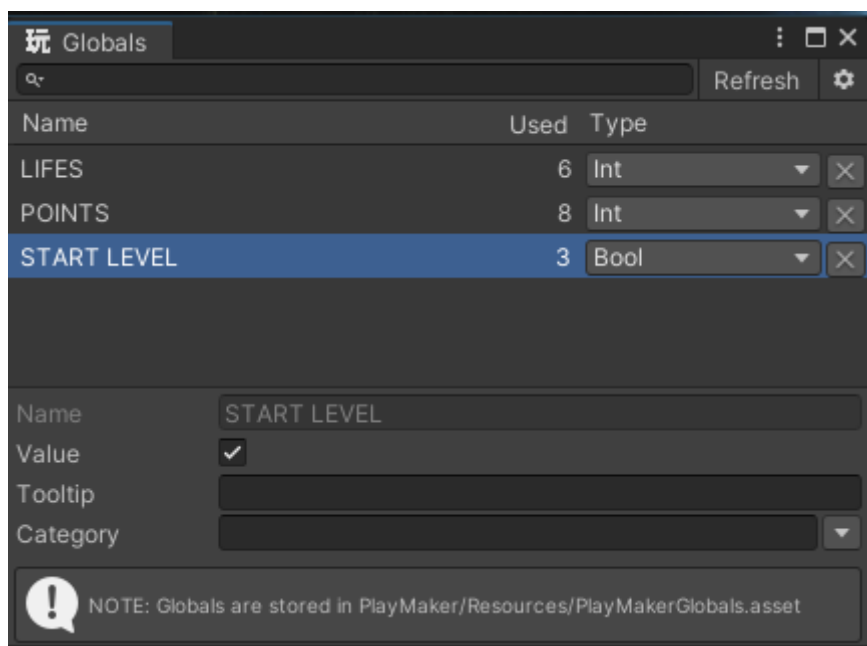 玩 Globals
Refresh
Name Used Type
LIFES 6 Int
POINTS 8 Int
START LEVEL 3 Bool
Name START LEVEL
Value
Tooltip
Category
NOTE: Globals are stored in PlayMaker/Resources/PlayMakerGlobals.asset